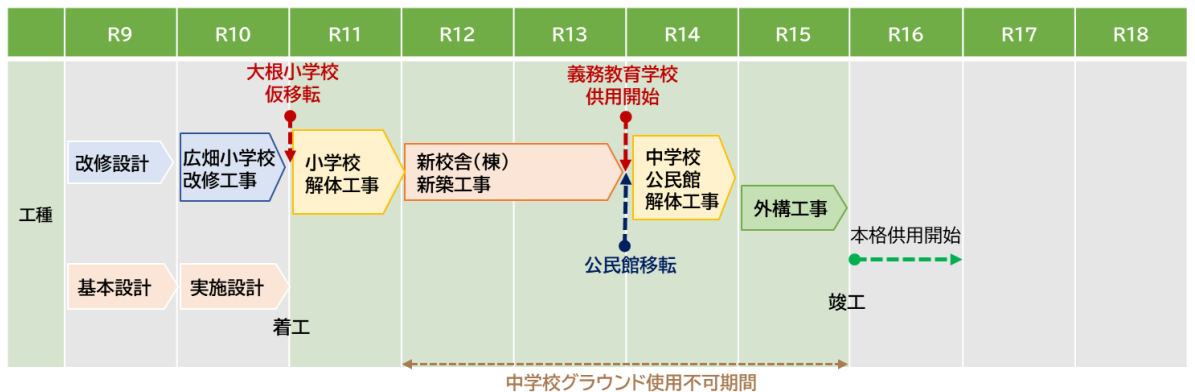 R9
R10
R11
R12
R13
R14
R15
R16
R17
R18
工種
大根小学校
仮移転
義務教育学校
供用開始
改修設計
広畑小学校
改修工事
小学校
解体工事
新校舎(棟)
新築工事
中学校
公民館
解体工事
外構工事
本格供用開始
公民館移転
基本設計
実施設計
着工
竣工
中学校グラウンド使用不可期間